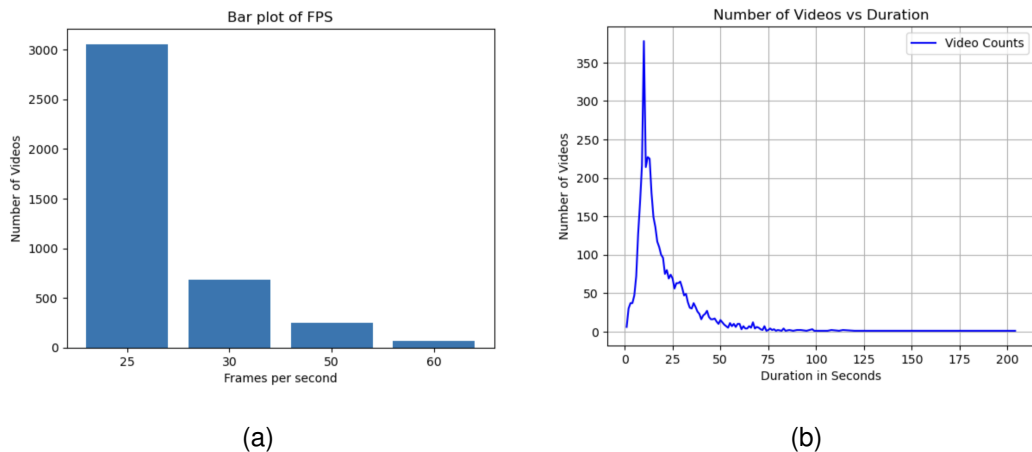 Bar plot of FPS
Number of Videos
3000
2500
2000
1500
1000
500
0
25 30 50 60
Frames per second
(a)
Number of Videos vs Duration
Video Counts
Number of Videos
350
300
250
200
150
100
50
0
0 25 50 75 100 125 150 175 200
Duration in Seconds
(b)